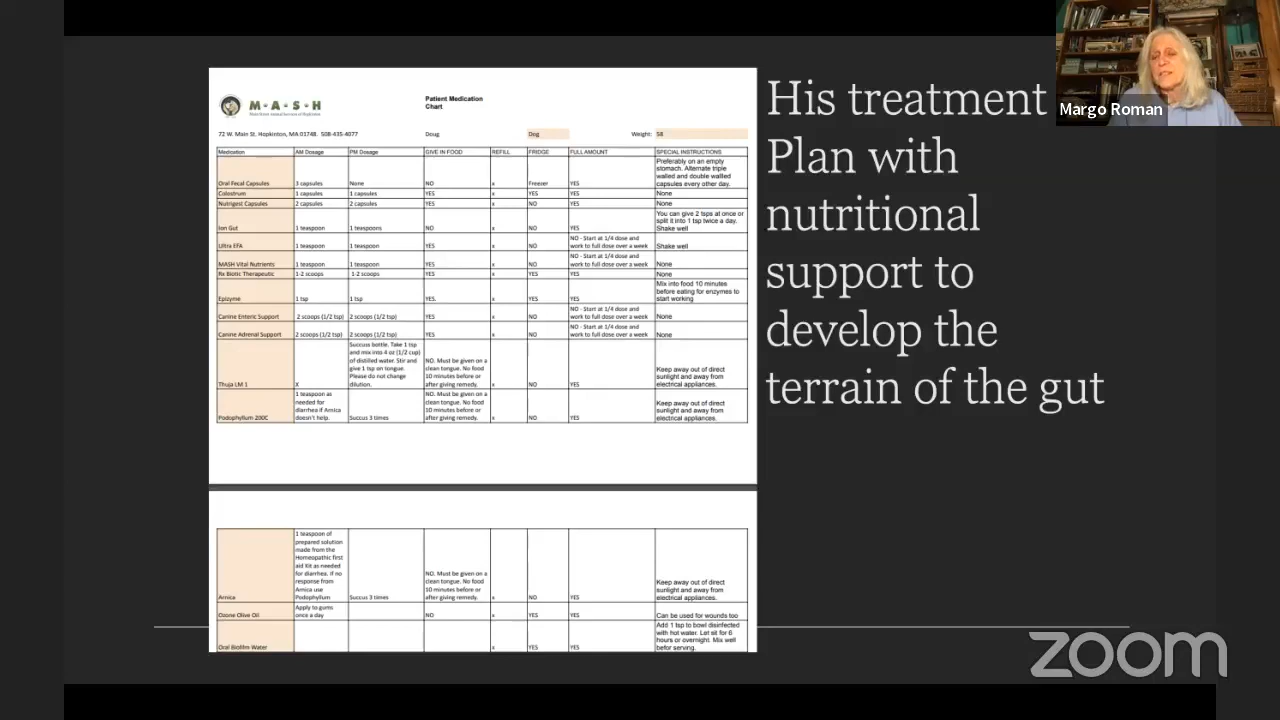 M·A·S·H
Main Street Animal Services of Hopkinton
Patient Medication
Chart
72 W. Main St. Hopkinton, MA 01748. 508-435-4077
Doug
Dog
Weight: 58
Medication AM Dosage PM Dosage GIVE IN FOOD REFILL FRIDGE FULL AMOUNT SPECIAL INSTRUCTIONS
Preferably on an empty
stomach. Alternate triple
walled and double walled
capsules every other day.
Oral Fecal Capsules 3 capsules None NO x Freezer YES
Colostrum 1 capsules 1 capsules YES x YES YES None
Nutrigest Capsules 2 capsules 2 capsules YES x NO YES None
You can give 2 tsps at once or
split it into 1 tsp twice a day.
Ion Gut 1 teaspoon 1 teaspoons NO x NO YES Shake well
NO - Start at 1/4 dose and
Ultra EFA 1 teaspoon 1 teaspoon YES x NO work to full dose over a week Shake well
NO - Start at 1/4 dose and
MASH Vital Nutrients 1 teaspoon 1 teaspoon YES x NO work to full dose over a week None
Rx Biotic Therapeutic 1-2 scoops 1-2 scoops YES x YES YES None
Mix into food 10 minutes
before eating for enzymes to
Epizyme 1 tsp 1 tsp YES. x YES YES start working
NO - Start at 1/4 dose and
Canine Enteric Support 2 scoops (1/2 tsp) 2 scoops (1/2 tsp) YES x NO work to full dose over a week None
NO - Start at 1/4 dose and
Canine Adrenal Support 2 scoops (1/2 tsp) 2 scoops (1/2 tsp) YES x NO work to full dose over a week None
Succuss bottle. Take 1 tsp
and mix into 4 oz (1/2 cup)
of distilled water. Stir and
give 1 tsp on tongue.
Please do not change
dilution.
NO. Must be given on a
clean tongue. No food
10 minutes before or
after giving remedy.
Keep away out of direct
sunlight and away from
electrical appliances.
Thuja LM 1 X x NO YES
1 teaspoon as
needed for
diarrhea if Arnica
doesn't help.
NO. Must be given on a
clean tongue. No food
10 minutes before or
after giving remedy.
Keep away out of direct
sunlight and away from
electrical appliances.
Podophyllum 200C Succus 3 times x NO YES
1 teaspoon of
prepared solution
made from the
Homeopathic first
aid Kit as needed
for diarrhea. if no
response from
Arnica use
Podophyllum
NO. Must be given on a
clean tongue. No food
10 minutes before or
after giving remedy.
Keep away out of direct
sunlight and away from
electrical appliances.
Arnica Succus 3 times x NO YES
Apply to gums
once a day
Ozone Olive Oil NO x YES YES Can be used for wounds too
Add 1 tsp to bowl disinfected
with hot water. Let sit for 6
hours or overnight. Mix well
befor serving.
Oral Biofilm Water x YES YES
His treatment
Plan with
nutritional
support to
develop the
terrain of the gut
Margo Roman
zoom